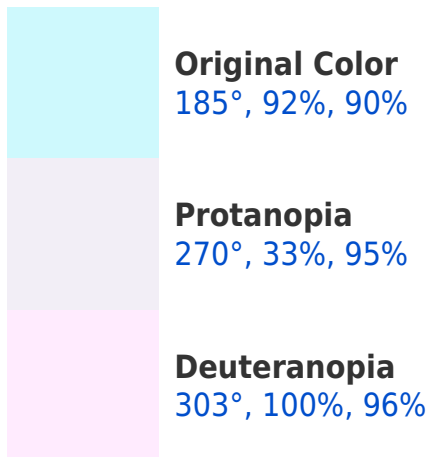 Original Color
185°, 92%, 90%
Protanopia
270°, 33%, 95%
Deuteranopia
303°, 100%, 96%